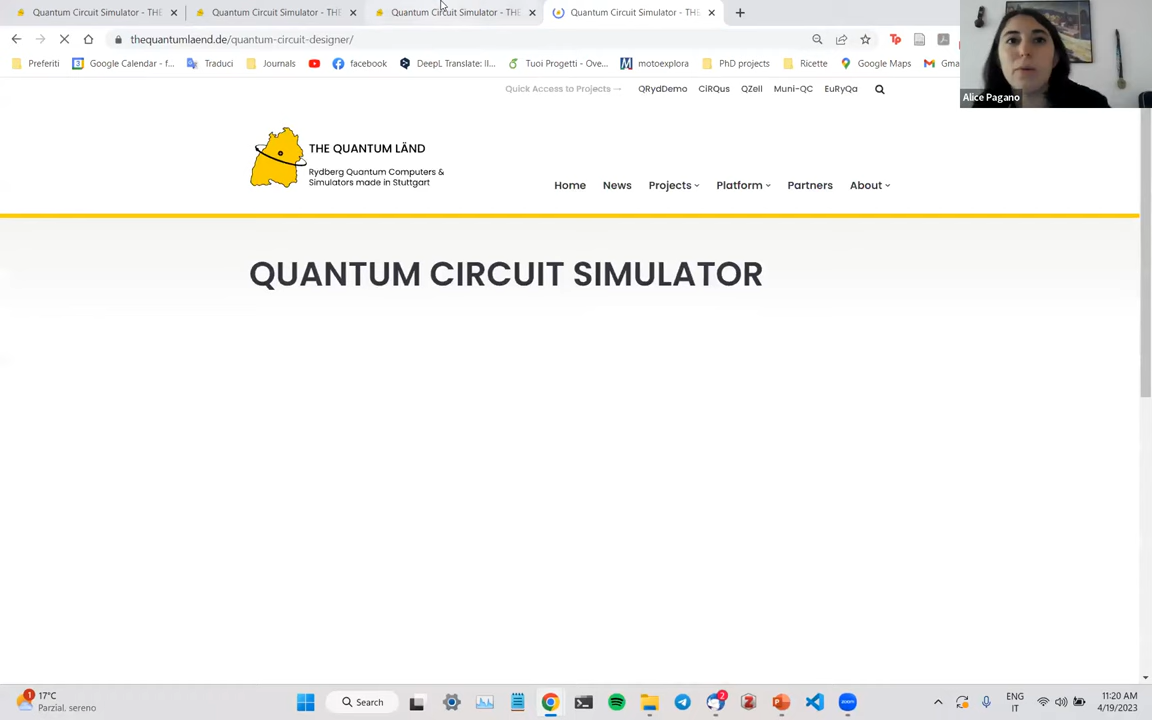 Quantum Circuit Simulator - THE
Quantum Circuit Simulator - THE
Quantum Circuit Simulator - THE
Quantum Circuit Simulator - THE
thequantumlaend.de/quantum-circuit-designer/
Preferiti
Google Calendar - f...
Traduci
Journals
facebook
DeepL Translate: Il...
Tuoi Progetti - Ove...
motoexplora
PhD projects
Ricette
Google Maps
Gma
Alice Pagano
Quick Access to Projects
QRydDemo
CiRQus
QZell
Muni-QC
EuRyQa
THE QUANTUM LÄND
Rydberg Quantum Computers &
Simulators made in Stuttgart
Home
News
Projects
Platform
Partners
About
QUANTUM CIRCUIT SIMULATOR
1
17°C
Parzial. sereno
Search
2
zoom
ENG
IT
11:20 AM
4/19/2023